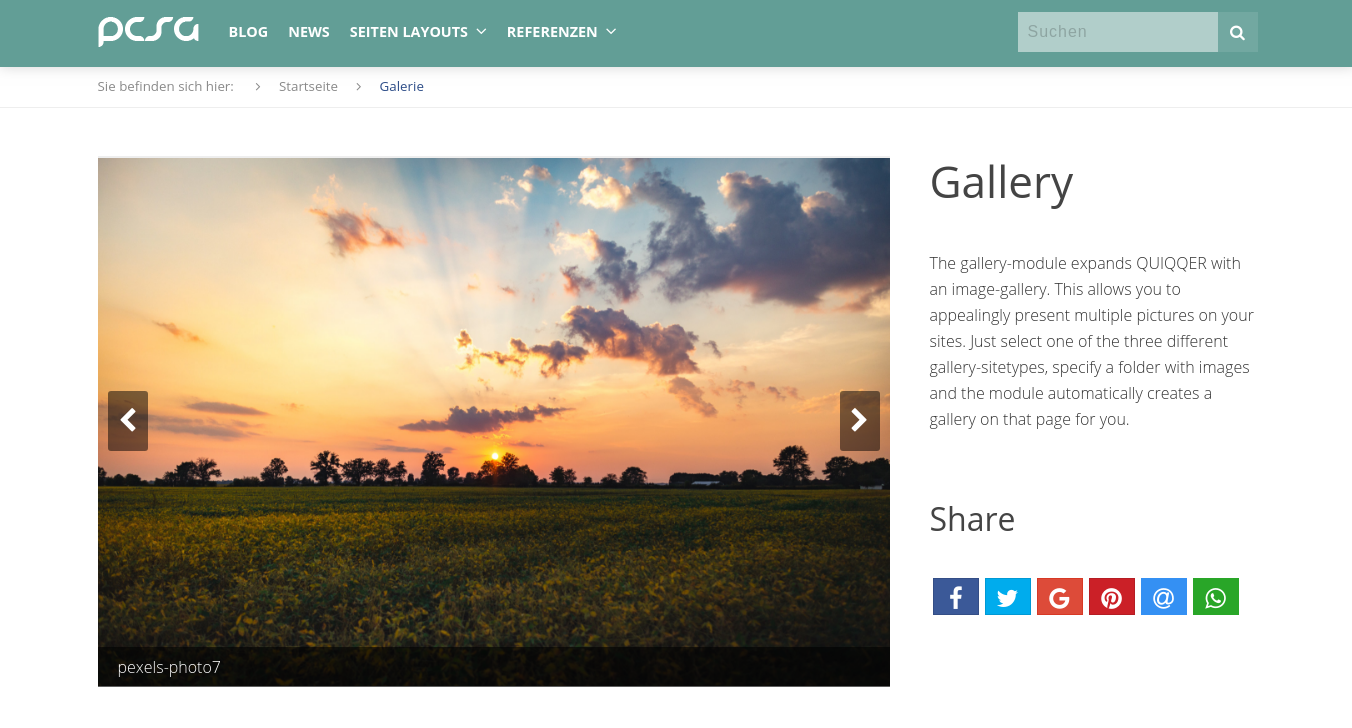 pcsg
BLOG NEWS SEITEN LAYOUTS REFERENZEN Suchen
Sie befinden sich hier: Startseite Galerie
Gallery
The gallery-module expands QUIQQER with
an image-gallery. This allows you to
appealingly present multiple pictures on your
sites. Just select one of the three different
gallery-sitetypes, specify a folder with images
and the module automatically creates a
gallery on that page for you.
Share
pexels-photo7